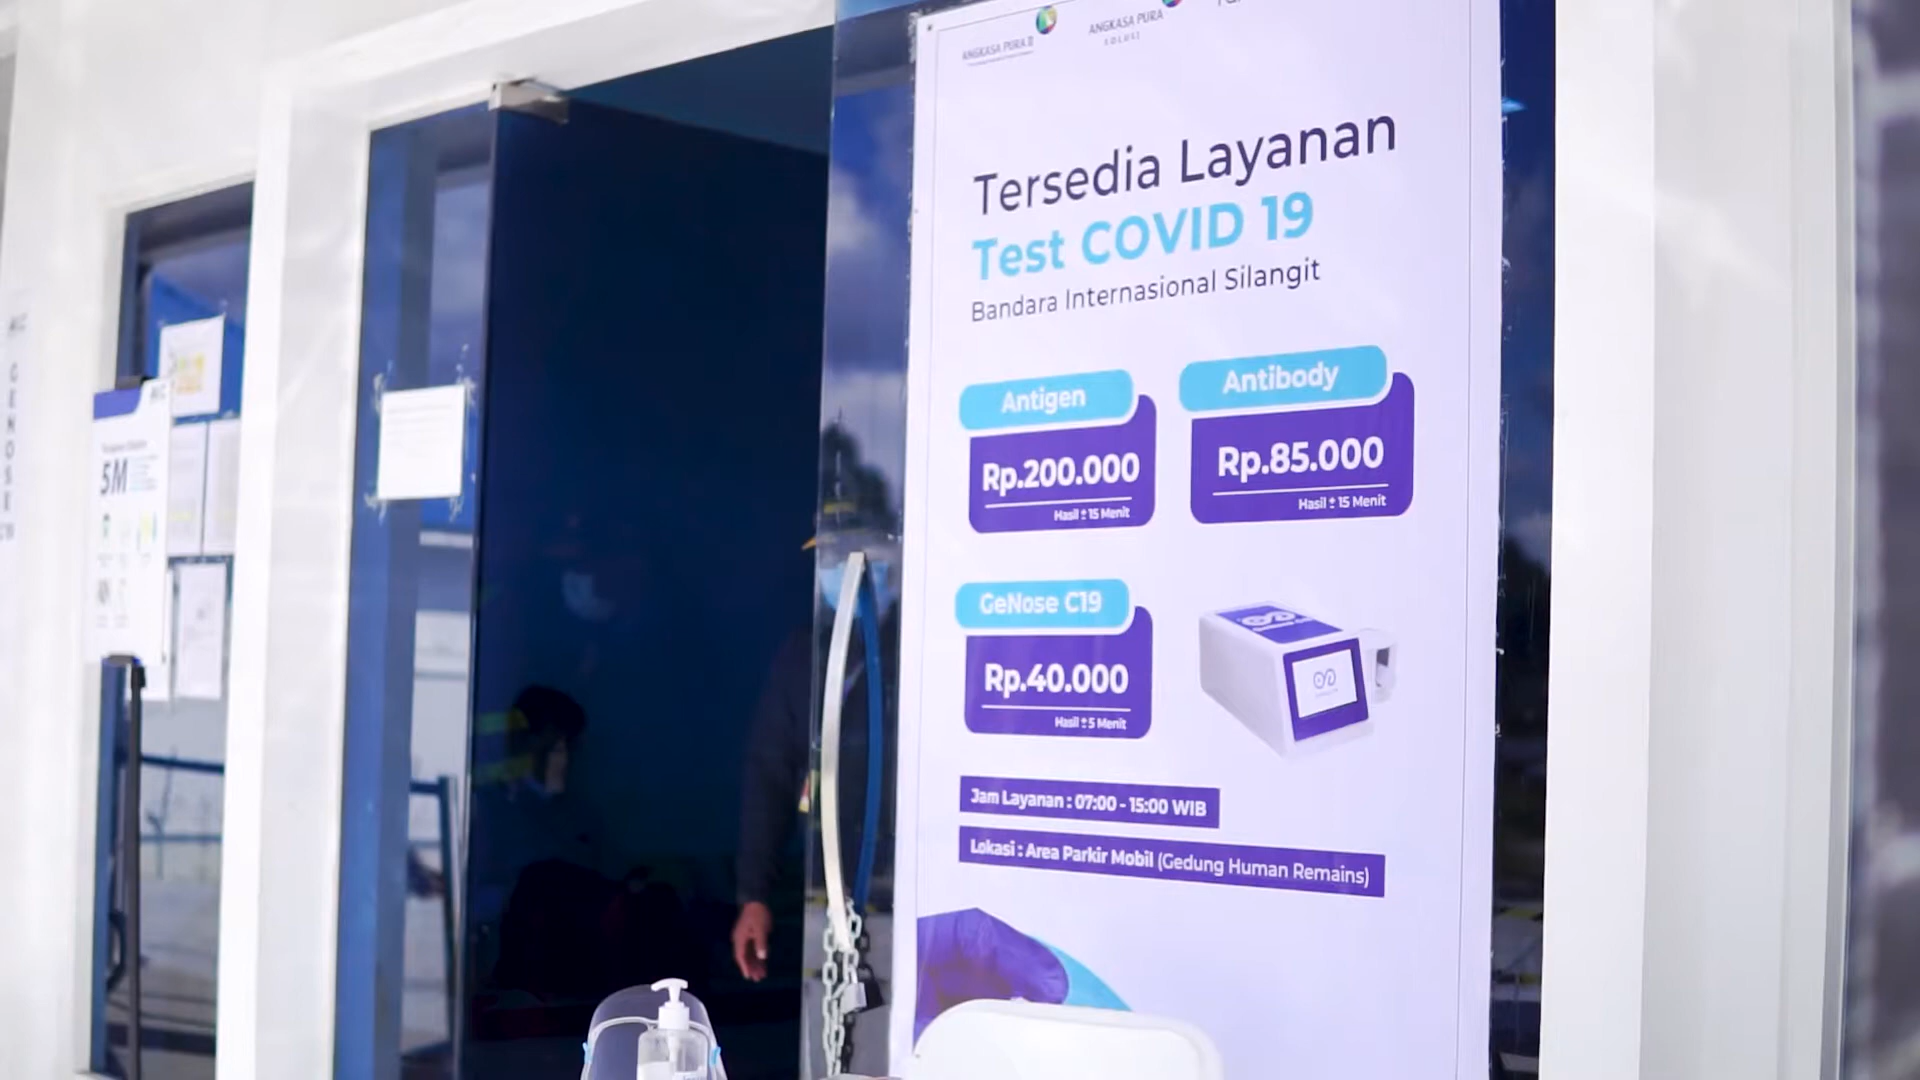 ANGKASA PURA II
ANGKASA PURA
SOLUSI
Tersedia Layanan
Test COVID 19
Bandara Internasional Silangit
Antigen
Rp.200.000
Hasil ± 15 Menit
Antibody
Rp.85.000
Hasil ± 15 Menit
GeNose C19
Rp.40.000
Hasil ± 5 Menit
Jam Layanan : 07:00 - 15:00 WIB
Lokasi : Area Parkir Mobil (Gedung Human Remains)
5M
GENOSE C19